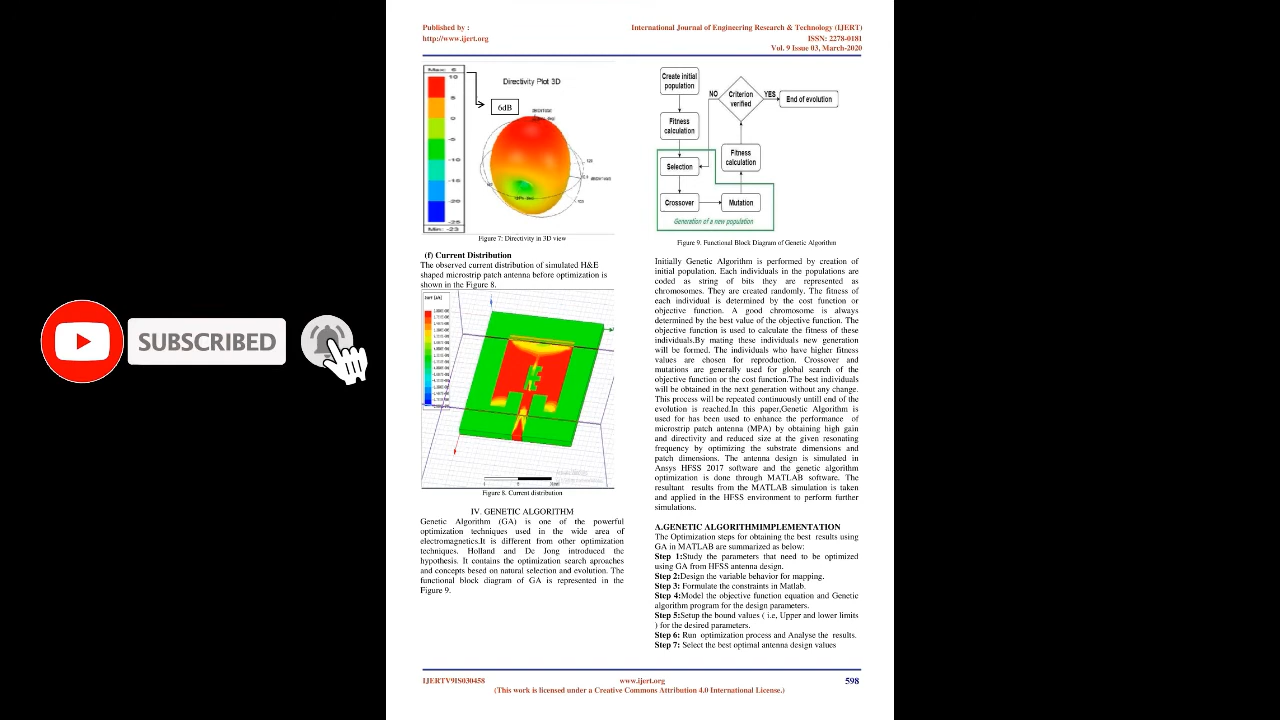 Published by :
http://www.ijert.org
International Journal of Engineering Research & Technology (IJERT)
ISSN: 2278-0181
Vol. 9 Issue 03, March-2020
SUBSCRIBED
Max: 6
10
5
0
-5
-10
-15
-20
-25
Min: -23
Directivity Plot 3D
6dB
Figure 7: Directivity in 3D view
(f) Current Distribution
The observed current distribution of simulated H&E
shaped microstrip patch antenna before optimization is
shown in the Figure 8.
Figure 8. Current distribution
IV. GENETIC ALGORITHM
Genetic Algorithm (GA) is one of the powerful
optimization techniques used in the wide area of
electromagnetics.It is different from other optimization
techniques. Holland and De Jong introduced the
hypothesis. It contains the optimization search aproaches
and concepts besed on natural selection and evolution. The
functional block diagram of GA is represented in the
Figure 9.
Create initial
population
Fitness
calculation
Selection
Crossover
Mutation
Fitness
calculation
Criterion
verified
NO
YES
End of evolution
Generation of a new population
Figure 9. Functional Block Diagram of Genetic Algorithm
Initially Genetic Algorithm is performed by creation of
initial population. Each individuals in the populations are
coded as string of bits they are represented as
chromosomes. They are created randomly. The fitness of
each individual is determined by the cost function or
objective function. A good chromosome is always
determined by the best value of the objective function. The
objective function is used to calculate the fitness of these
individuals.By mating these individuals new generation
will be formed. The individuals who have higher fitness
values are chosen for reproduction. Crossover and
mutations are generally used for global search of the
objective function or the cost function.The best individuals
will be obtained in the next generation without any change.
This process will be repeated continuously untill end of the
evolution is reached.In this paper,Genetic Algorithm is
used for has been used to enhance the performance of
microstrip patch antenna (MPA) by obtaining high gain
and directivity and reduced size at the given resonating
frequency by optimizing the substrate dimensions and
patch dimensions. The antenna design is simulated in
Ansys HFSS 2017 software and the genetic algorithm
optimization is done through MATLAB software. The
resultant results from the MATLAB simulation is taken
and applied in the HFSS environment to perform further
simulations.
A.GENETIC ALGORITHMIMPLEMENTATION
The Optimization steps for obtaining the best results using
GA in MATLAB are summarized as below:
Step 1:Study the parameters that need to be optimized
using GA from HFSS antenna design.
Step 2:Design the variable behavior for mapping.
Step 3: Formulate the constraints in Matlab.
Step 4:Model the objective function equation and Genetic
algorithm program for the design parameters.
Step 5:Setup the bound values ( i.e, Upper and lower limits
) for the desired parameters.
Step 6: Run optimization process and Analyse the results.
Step 7: Select the best optimal antenna design values
IJERTV9IS030458
www.ijert.org
598
(This work is licensed under a Creative Commons Attribution 4.0 International License.)